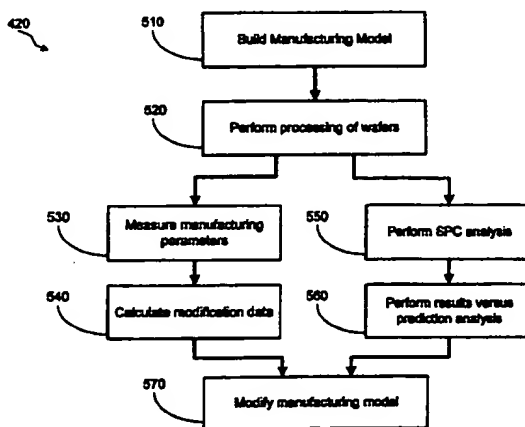 420
510
Build Manufacturing Model
520
Perform processing of wafers
530
Measure manufacturing
parameters
550
Perform SPC analysis
540
Calculate modification data
560
Perform results versus
prediction analysis
570
Modify manufacturing model